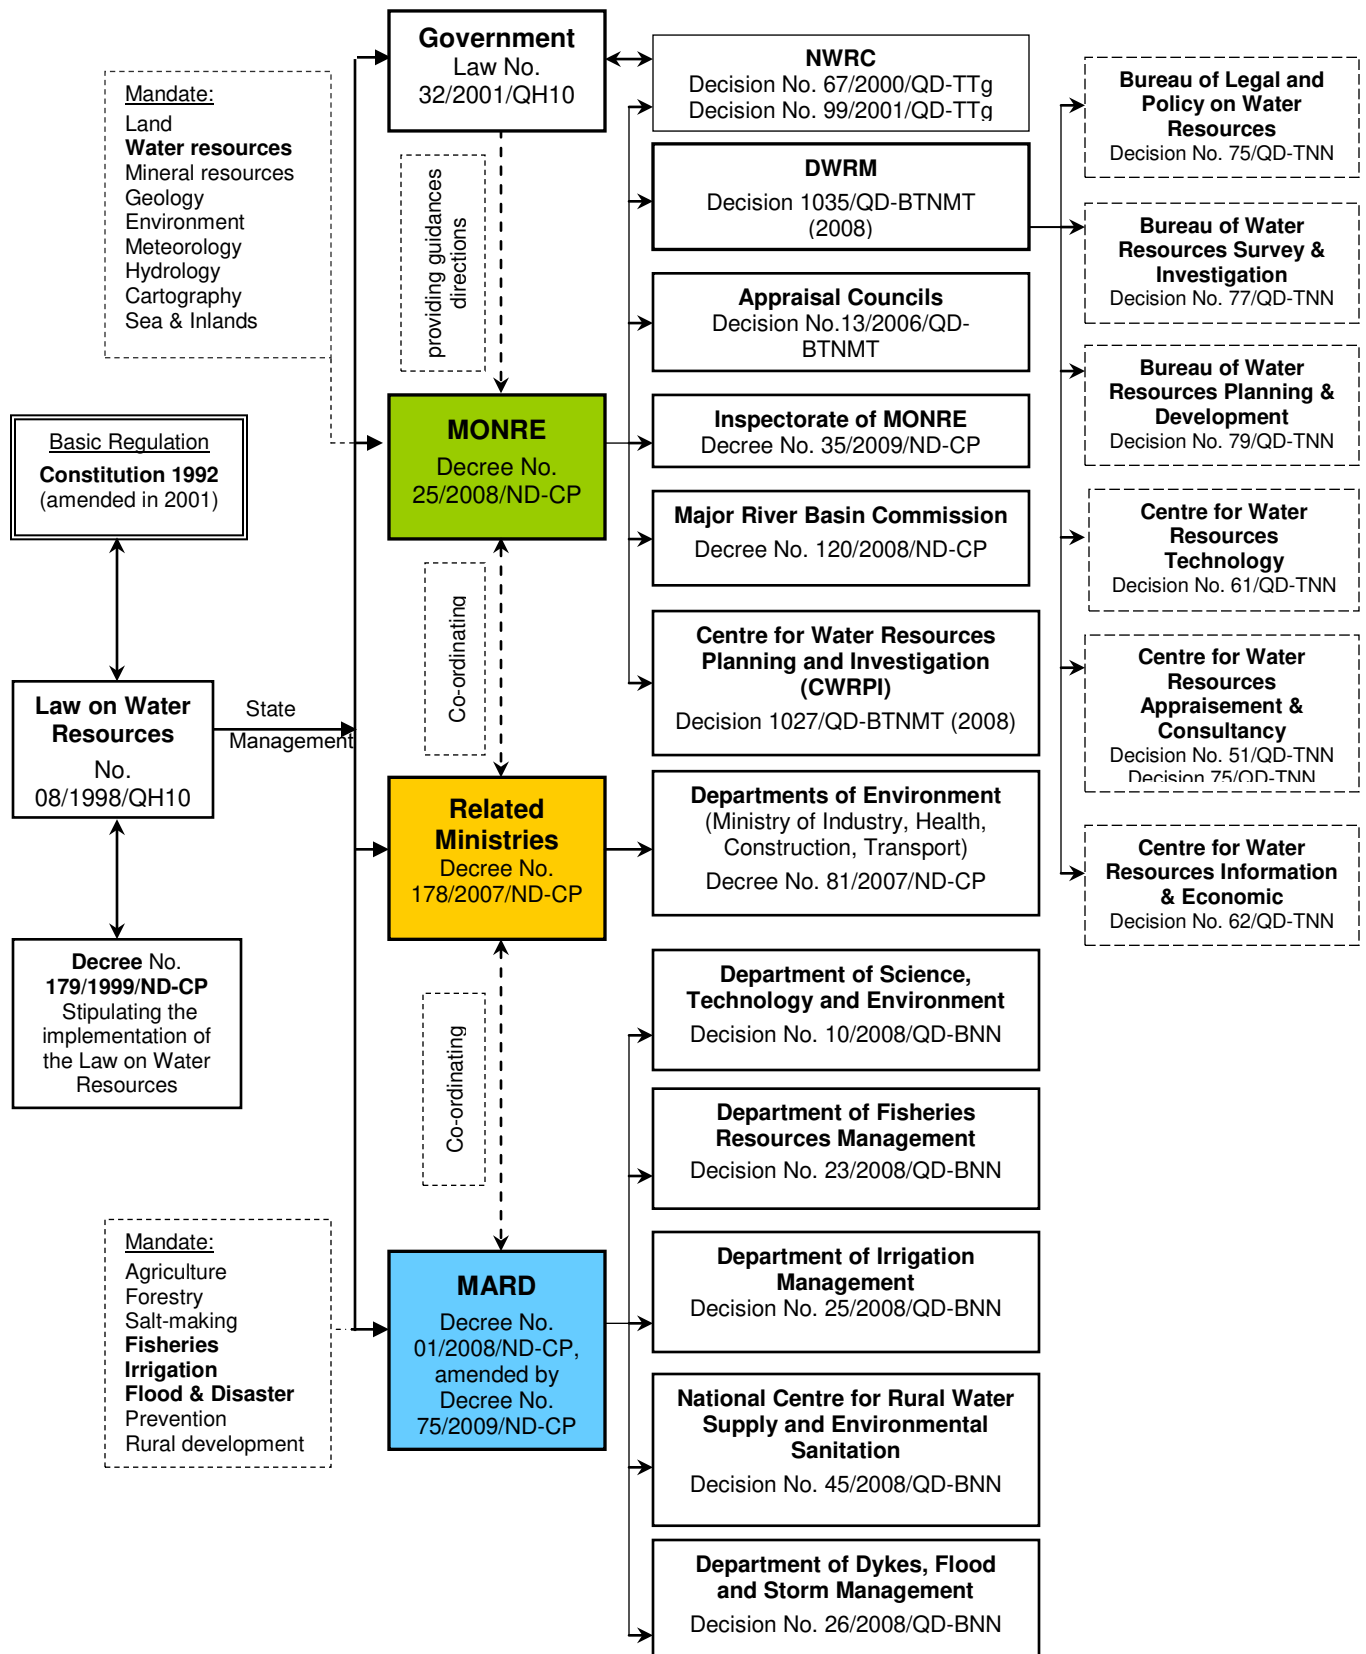 Government
Law No.
32/2001/QH10
NWRC
Decision No. 67/2000/QD-TTg
Decision No. 99/2001/QD-TTg
Bureau of Legal and
Policy on Water
Resources
Decision No. 75/QD-TNN
Mandate:
Land
Water resources
Mineral resources
Geology
Environment
Meteorology
Hydrology
Cartography
Sea & Inlands
providing guidances
directions
DWRM
Decision 1035/QD-BTNMT
(2008)
Bureau of Water
Resources Survey &
Investigation
Decision No. 77/QD-TNN
Appraisal Councils
Decision No.13/2006/QD-
BTNMT
Bureau of Water
Resources Planning &
Development
Decision No. 79/QD-TNN
Basic Regulation
Constitution 1992
(amended in 2001)
MONRE
Decree No.
25/2008/ND-CP
Inspectorate of MONRE
Decree No. 35/2009/ND-CP
Major River Basin Commission
Decree No. 120/2008/ND-CP
Centre for Water
Resources
Technology
Decision No. 61/QD-TNN
Co-ordinating
Centre for Water Resources
Planning and Investigation
(CWRPI)
Decision 1027/QD-BTNMT (2008)
Centre for Water
Resources
Appraisement &
Consultancy
Decision No. 51/QD-TNN
Decision 75/QD-TNN
Law on Water
Resources
No.
08/1998/QH10
State
Management
Related
Ministries
Decree No.
178/2007/ND-CP
Departments of Environment
(Ministry of Industry, Health,
Construction, Transport)
Decree No. 81/2007/ND-CP
Centre for Water
Resources Information
& Economic
Decision No. 62/QD-TNN
Decree No.
179/1999/ND-CP
Stipulating the
implementation of
the Law on Water
Resources
Co-ordinating
Department of Science,
Technology and Environment
Decision No. 10/2008/QD-BNN
Department of Fisheries
Resources Management
Decision No. 23/2008/QD-BNN
Mandate:
Agriculture
Forestry
Salt-making
Fisheries
Irrigation
Flood & Disaster
Prevention
Rural development
MARD
Decree No.
01/2008/ND-CP,
amended by
Decree No.
75/2009/ND-CP
Department of Irrigation
Management
Decision No. 25/2008/QD-BNN
National Centre for Rural Water
Supply and Environmental
Sanitation
Decision No. 45/2008/QD-BNN
Department of Dykes, Flood
and Storm Management
Decision No. 26/2008/QD-BNN